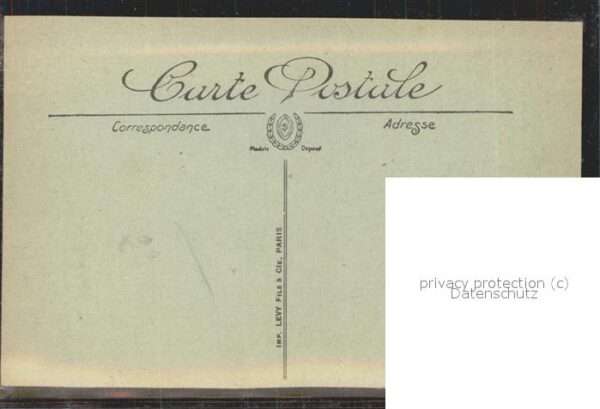 Carte Postale
Correspondance
Adresse
Modèle Déposé
IMP. LEVY FILS & CIE, PARIS
privacy protection (c)
Datenschutz